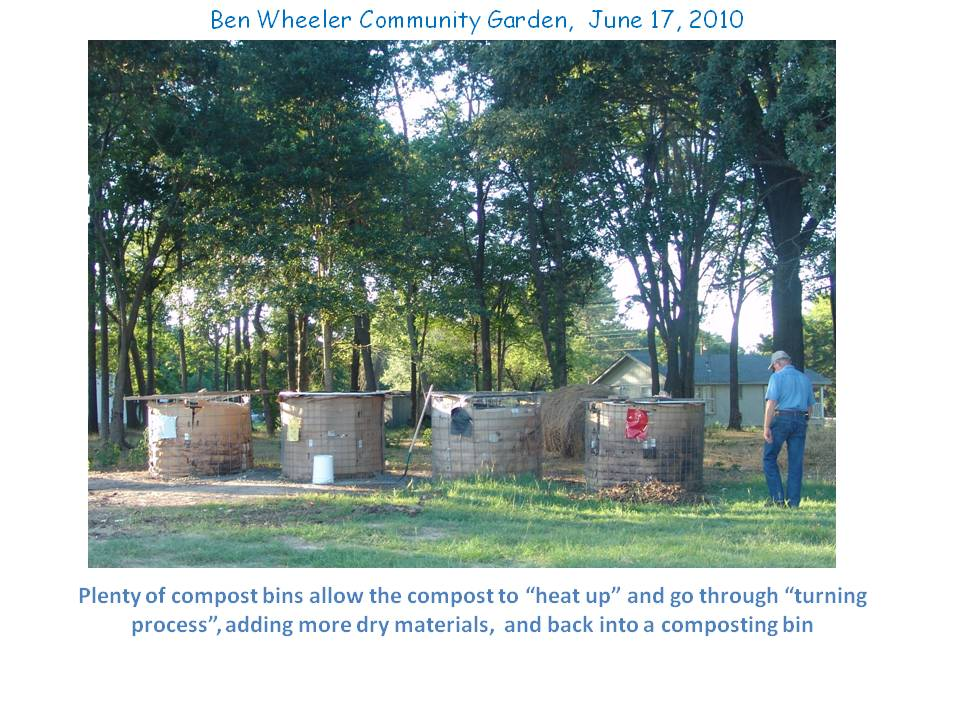 Ben Wheeler Community Garden,  June 17, 2010
Plenty of compost bins allow the compost to “heat up” and go through “turning
process”, adding more dry materials,  and back into a composting bin